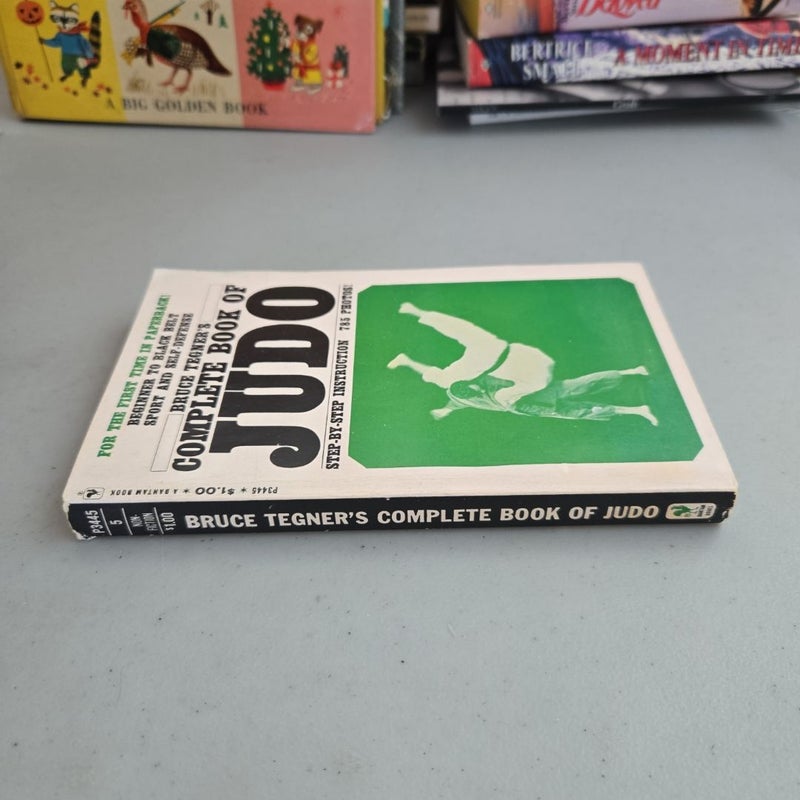 A BIG GOLDEN BOOK
BERTRICE
SMALL
A MOMENT IN TIME
FOR THE FIRST TIME IN PAPERBACK!
BEGINNER TO BLACK BELT
SPORT AND SELF-DEFENSE
BRUCE TEGNER'S
COMPLETE BOOK OF
JUDO
STEP-BY-STEP INSTRUCTION 785 PHOTOS!
P3445 * $1.00 * A BANTAM BOOK
P3445
5
NON-
FICTION
$1.00
BRUCE TEGNER'S COMPLETE BOOK OF JUDO